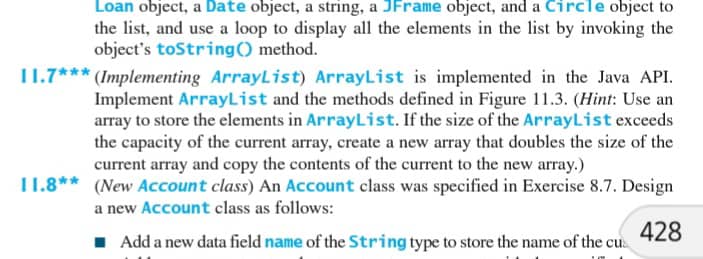 Loan object, a Date object, a string, a JFrame object, and a Circle object to
the list, and use a loop to display all the elements in the list by invoking the
object's toString() method.
11.7*** (Implementing ArrayList) ArrayList is implemented in the Java API.
Implement ArrayList and the methods defined in Figure 11.3. (Hint: Use an
array to store the elements in ArrayList. If the size of the ArrayList exceeds
the capacity of the current array, create a new array that doubles the size of the
current array and copy the contents of the current to the new array.)
11.8** (New Account class) An Account class was specified in Exercise 8.7. Design
a new Account class as follows:
■ Add a new data field name of the String type to store the name of the
428